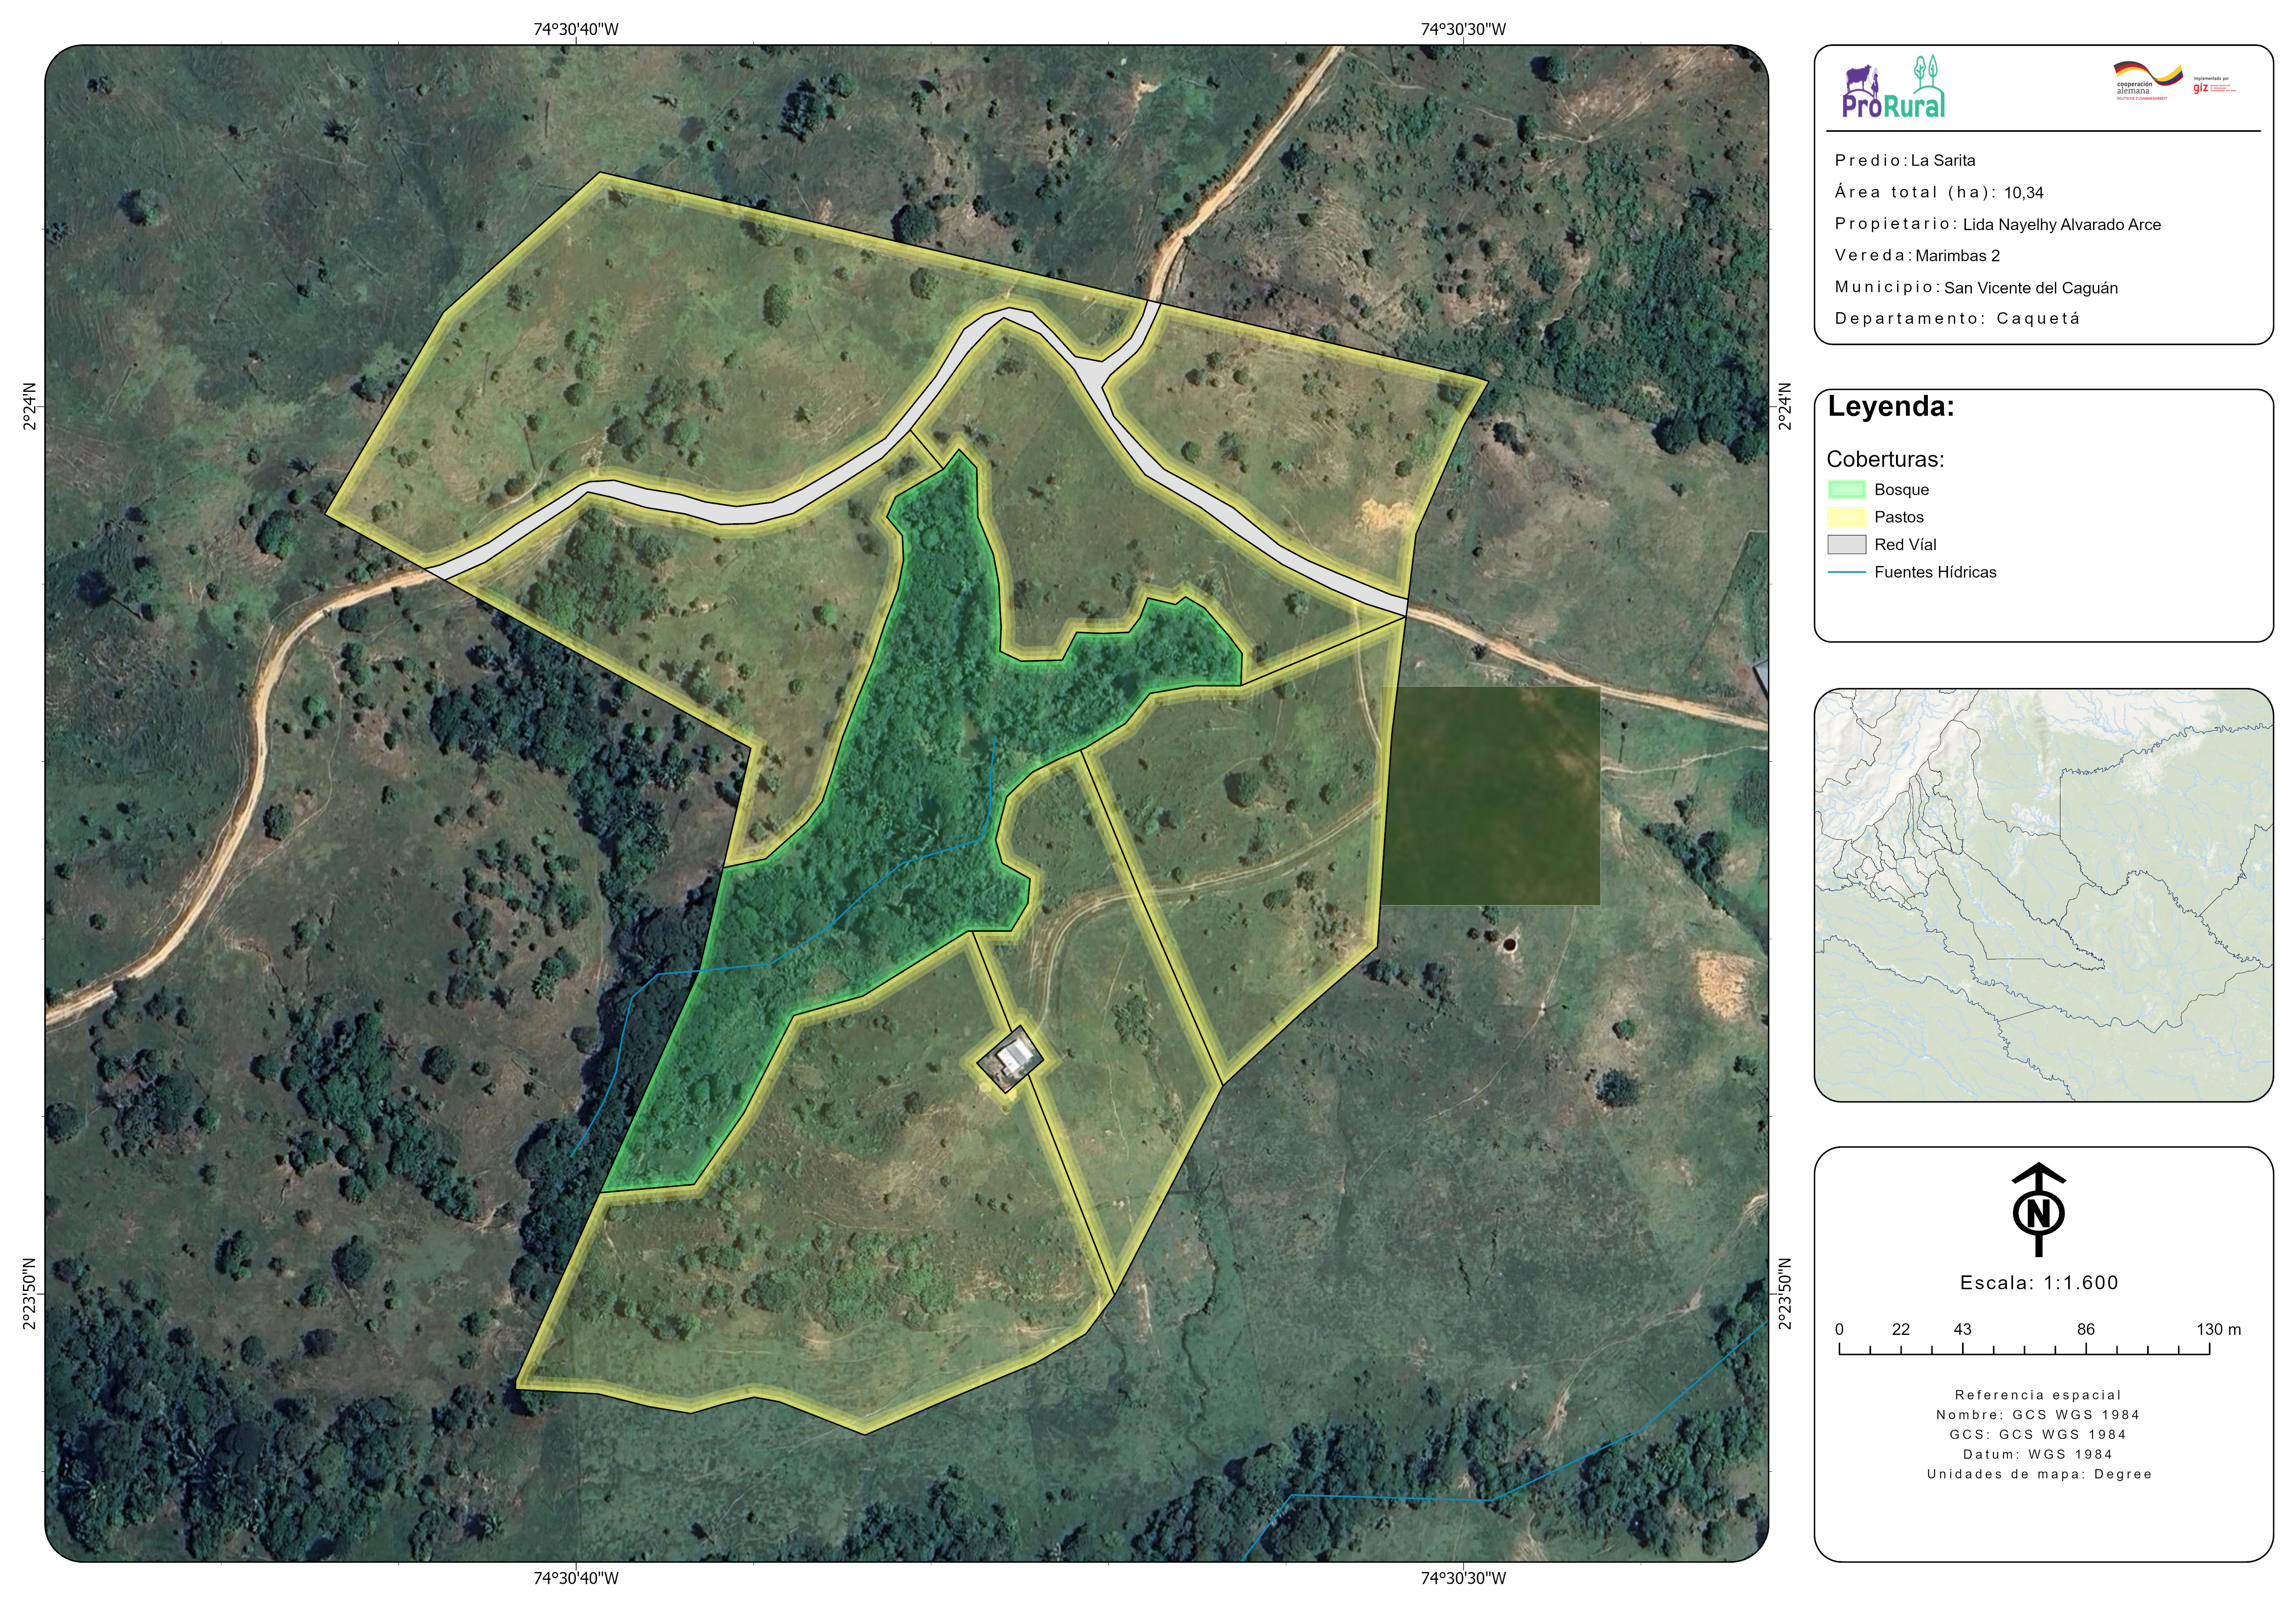 74°30'40"W
74°30'30"W
2°24'N
2°24'N
2°23'50"N
2°23'50"N
74°30'40"W
74°30'30"W
ProRural
cooperación
alemana
DEUTSCHE ZUSAMMENARBEIT
Implementada por
giz
Predio: La Sarita
Área total (ha): 10,34
Propietario: Lida Nayelhy Alvarado Arce
Vereda: Marimbas 2
Municipio: San Vicente del Caguán
Departamento: Caquetá
Leyenda:
Coberturas:
Bosque
Pastos
Red Víal
Fuentes Hídricas
N
Escala: 1:1.600
0 22 43 86 130 m
Referencia espacial
Nombre: GCS WGS 1984
GCS: GCS WGS 1984
Datum: WGS 1984
Unidades de mapa: Degree